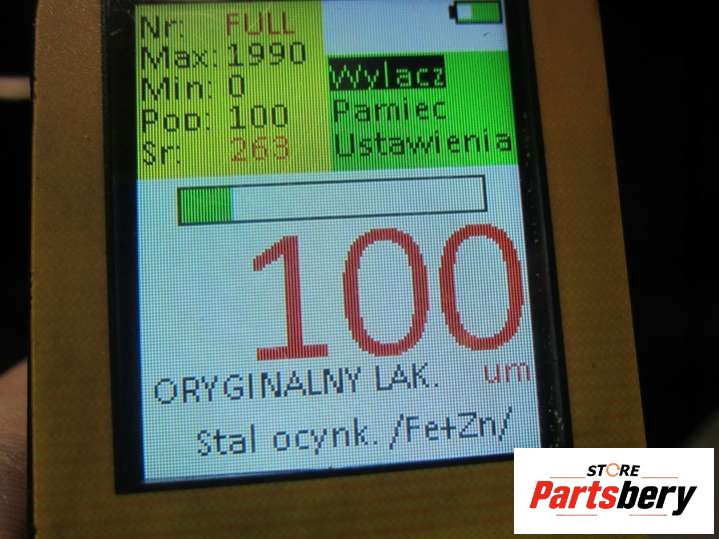 Nr: FULL
Max: 1990
Min: 0
Pop: 100
Sr: 263
Wylacz
Pamiec
Ustawienia
100
um
ORYGINALNY LAK.
Stal ocynk. /Fe+Zn/
STORE
Partsbery